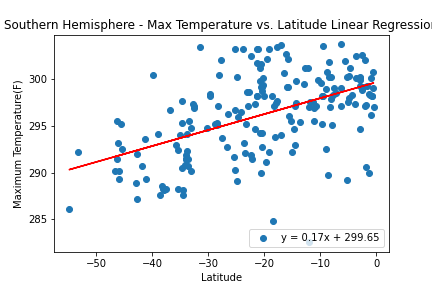 Southern Hemisphere - Max Temperature vs. Latitude Linear Regression
Maximum Temperature(F)
300
295
290
285
y = 0.17x + 299.65
−50
−40
−30
−20
−10
0
Latitude